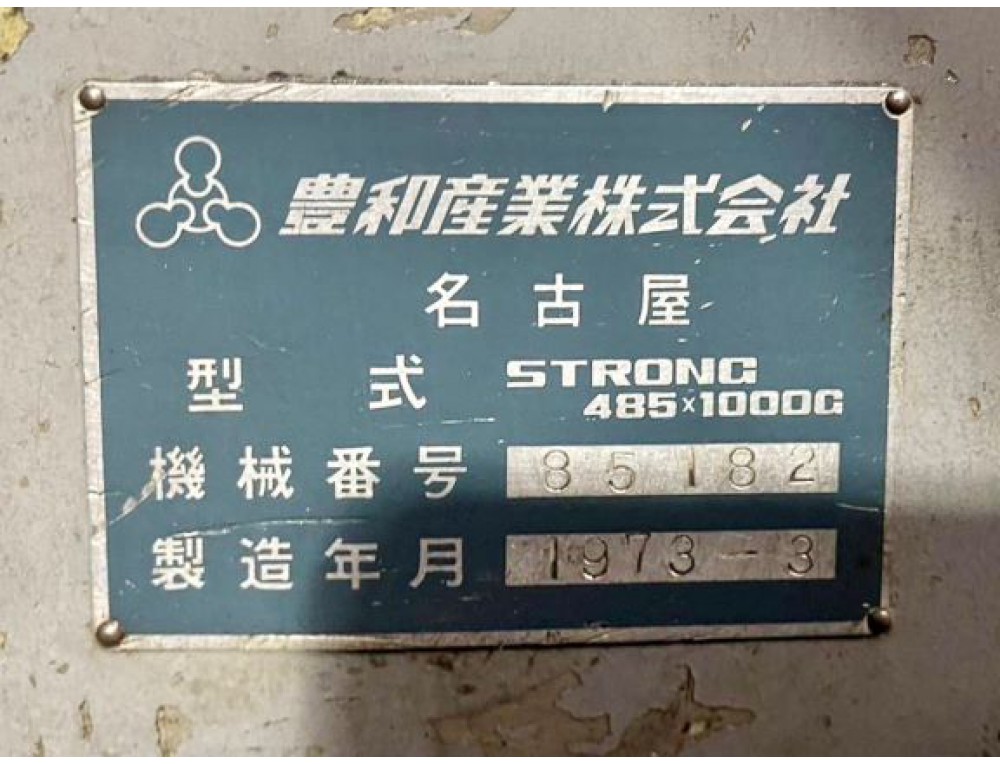 豊和産業株式会社
名古屋
型式 STRONG
485×1000G
機械番号 85182
製造年月 1973-3